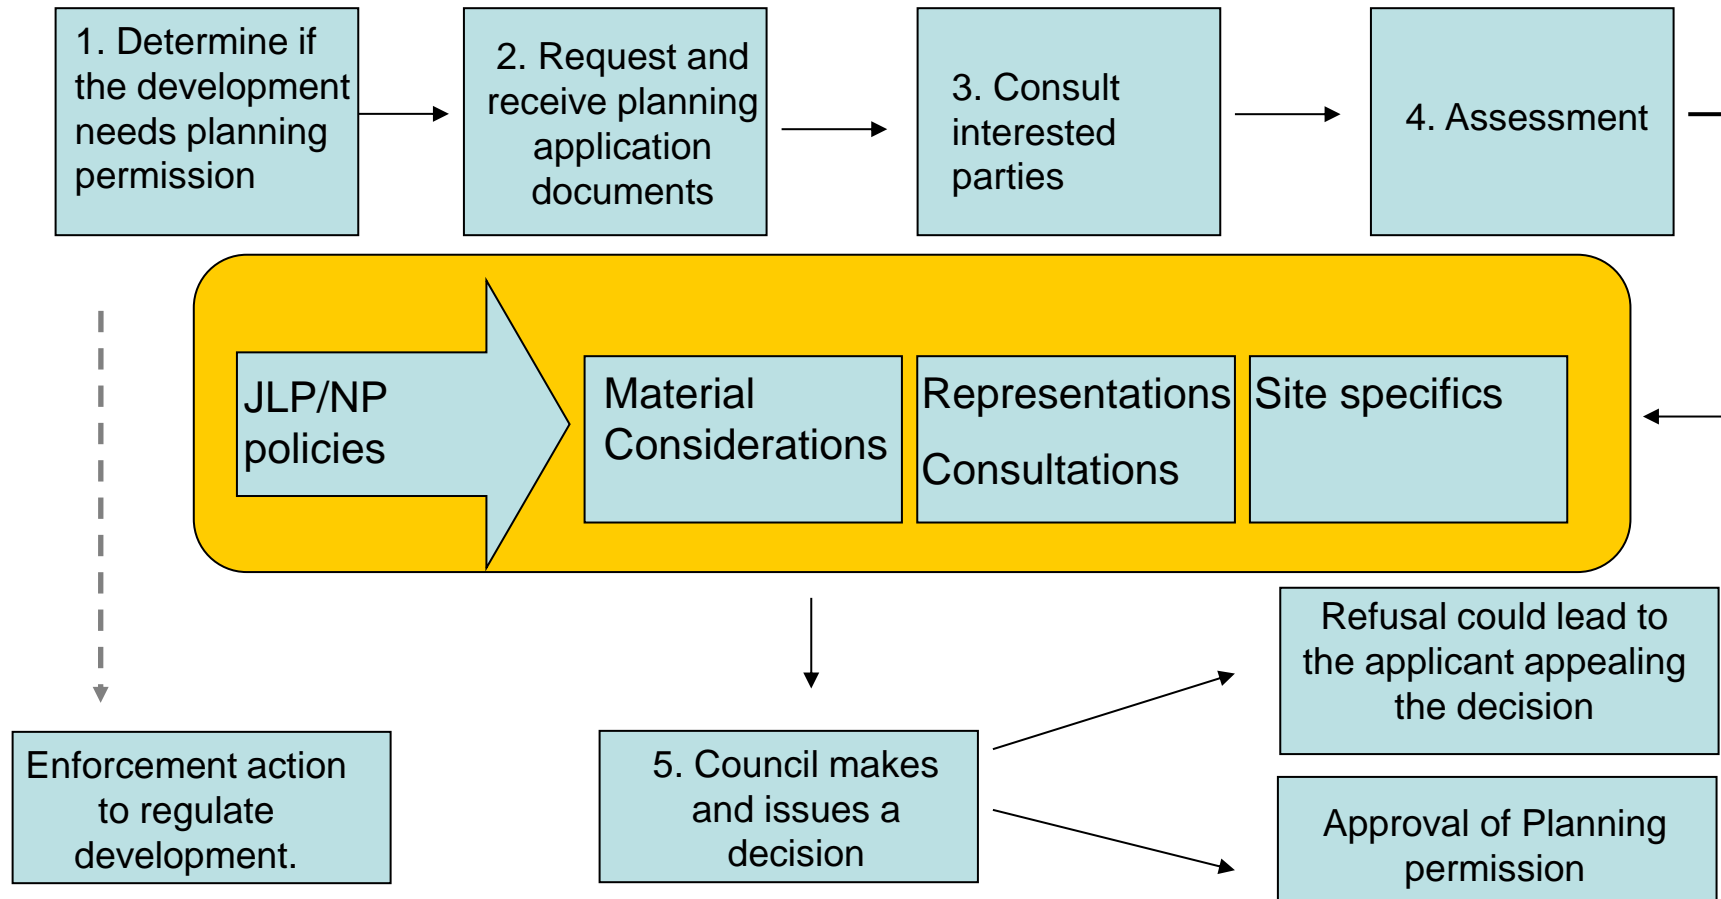 1. Determine if
the development
needs planning
permission
2. Request and
receive planning
application
documents
3. Consult
interested
parties
4. Assessment
JLP/NP
policies
Material
Considerations
Representations
Consultations
Site specifics
Enforcement action
to regulate
development.
5. Council makes
and issues a
decision
Refusal could lead to
the applicant appealing
the decision
Approval of Planning
permission